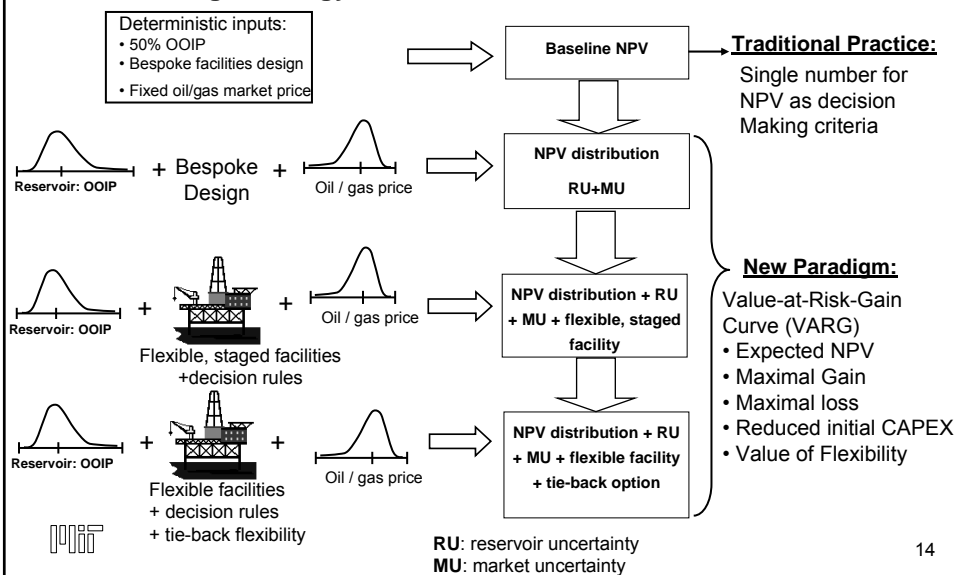 Deterministic inputs:
• 50% OOIP
• Bespoke facilities design
• Fixed oil/gas market price
Baseline NPV
Traditional Practice:
Single number for
NPV as decision
Making criteria
Reservoir: OOIP
+ Bespoke
Design
+
Oil / gas price
NPV distribution
RU+MU
Reservoir: OOIP
+
+
Oil / gas price
Flexible, staged facilities
+decision rules
NPV distribution + RU
+ MU + flexible, staged
facility
New Paradigm:
Value-at-Risk-Gain
Curve (VARG)
• Expected NPV
• Maximal Gain
• Maximal loss
• Reduced initial CAPEX
• Value of Flexibility
Reservoir: OOIP
+
+
Oil / gas price
Flexible facilities
+ decision rules
+ tie-back flexibility
NPV distribution + RU
+ MU + flexible facility
+ tie-back option
MIT
RU: reservoir uncertainty
MU: market uncertainty
14